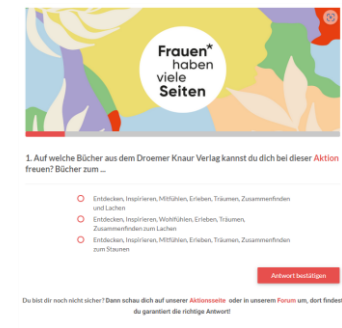 Frauen*
haben
viele
Seiten
1. Auf welche Bücher aus dem Droemer Knaur Verlag kannst du dich bei dieser Aktion
freuen? Bücher zum ...
Entdecken, Inspirieren, Mitfühlen, Erleben, Träumen, Zusammenfinden
und Lachen
Entdecken, Inspirieren, Wohlfühlen, Erleben, Träumen,
Zusammenfinden zum Lachen
Entdecken, Inspirieren, Mitfühlen, Erleben, Träumen, Zusammenfinden
zum Staunen
Antwort bestätigen
Du bist dir noch nicht sicher? Dann schau dich auf unserer Aktionsseite oder in unserem Forum um, dort findest
du garantiert die richtige Antwort!